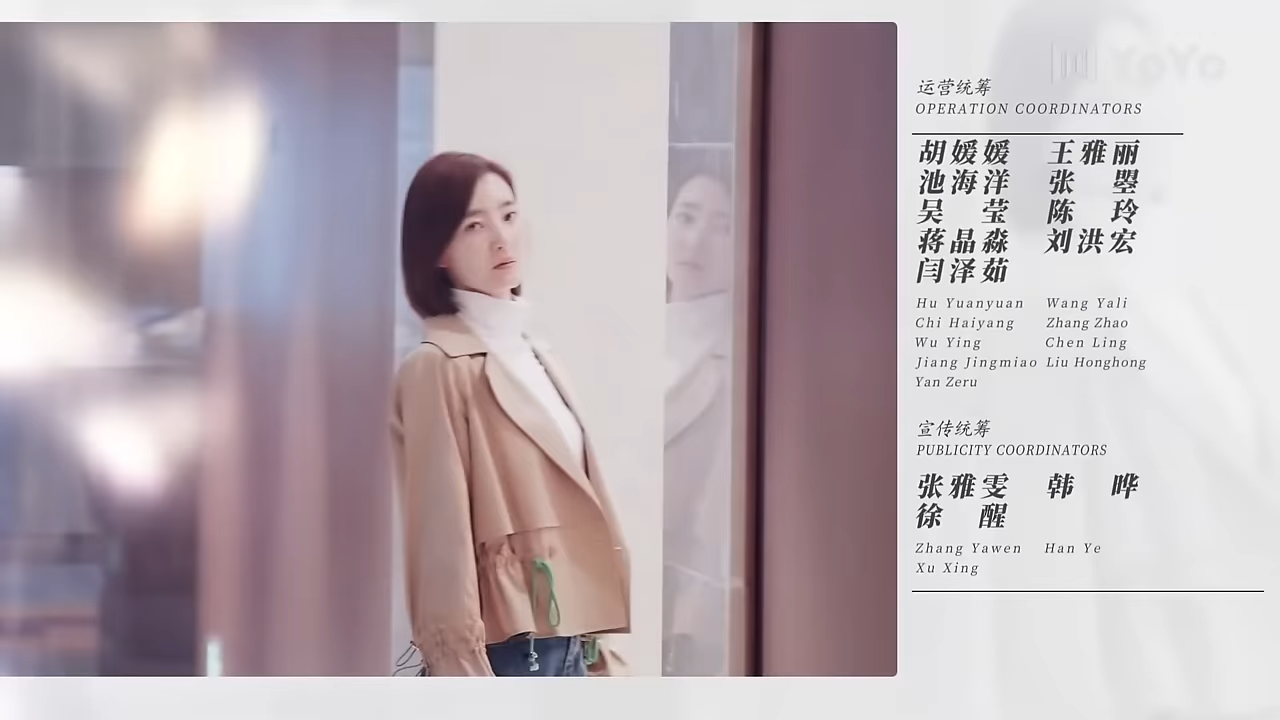 YoYo
运营统筹
OPERATION COORDINATORS
胡媛媛 王雅丽
池海洋 张曌
吴莹 陈玲
蒋晶淼 刘洪宏
闫泽茹
Hu Yuanyuan Wang Yali
Chi Haiyang Zhang Zhao
Wu Ying Chen Ling
Jiang Jingmiao Liu Honghong
Yan Zeru
宣传统筹
PUBLICITY COORDINATORS
张雅雯 韩晔
徐醒
Zhang Yawen Han Ye
Xu Xing